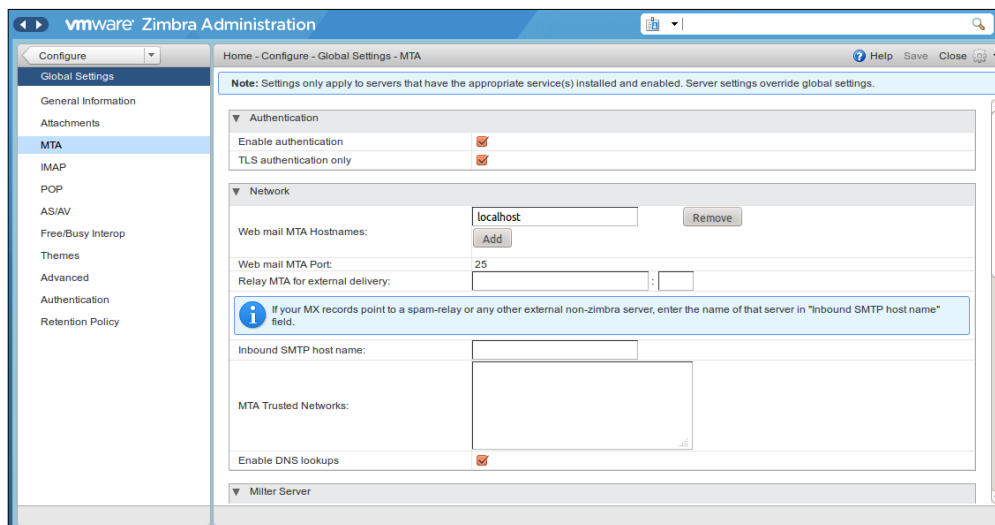 vmware Zimbra Administration
Configure
Home - Configure - Global Settings - MTA
Help Save Close
Global Settings
General Information
Attachments
MTA
IMAP
POP
AS/AV
Free/Busy Interop
Themes
Advanced
Authentication
Retention Policy
Note: Settings only apply to servers that have the appropriate service(s) installed and enabled. Server settings override global settings.
Authentication
Enable authentication
TLS authentication only
Network
Web mail MTA Hostnames:
localhost
Remove
Add
Web mail MTA Port:
25
Relay MTA for external delivery:
:
If your MX records point to a spam-relay or any other external non-zimbra server, enter the name of that server in "Inbound SMTP host name"
field.
Inbound SMTP host name:
MTA Trusted Networks:
Enable DNS lookups
Milter Server